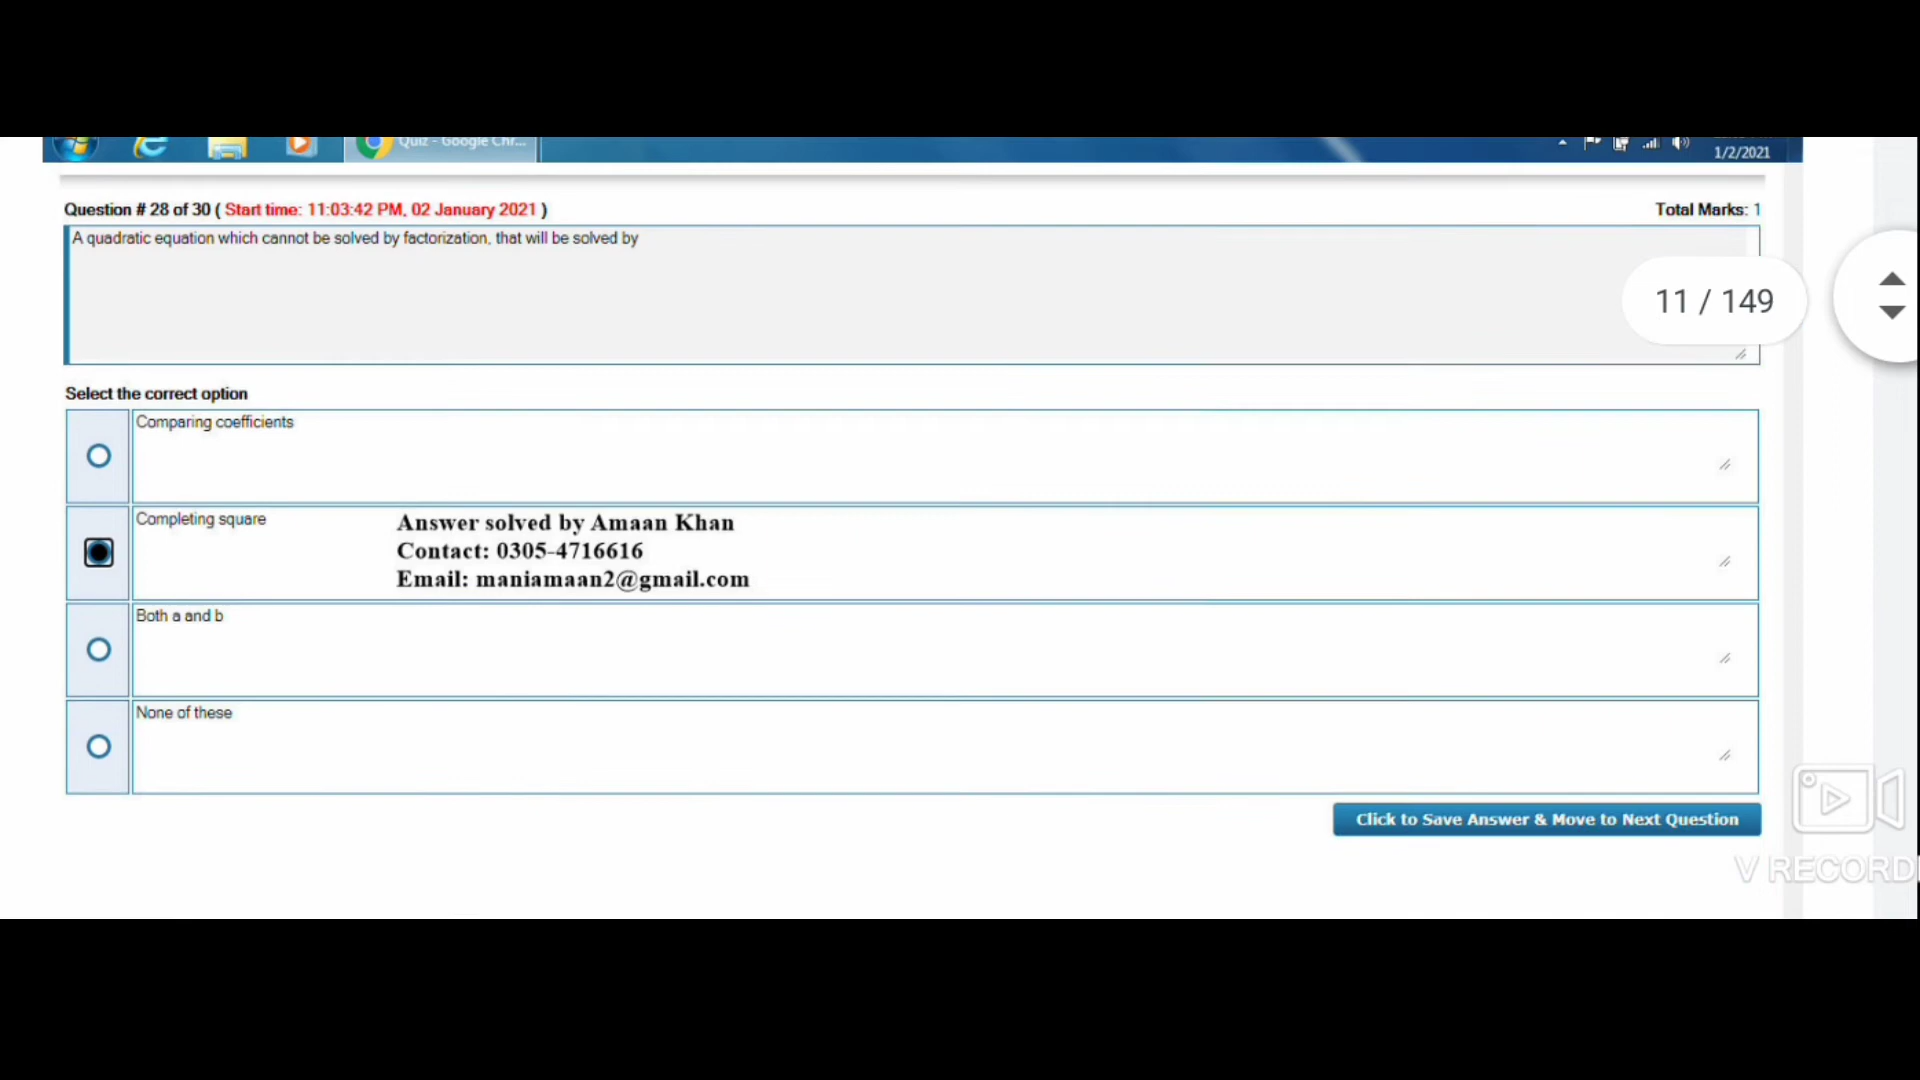 Quiz - Google Chr...
1/2/2021
Question # 28 of 30 ( Start time: 11:03:42 PM, 02 January 2021 )
Total Marks: 1
A quadratic equation which cannot be solved by factorization, that will be solved by
11 / 149
Select the correct option
Comparing coefficients
Completing square
Answer solved by Amaan Khan
Contact: 0305-4716616
Email: maniamaan2@gmail.com
Both a and b
None of these
Click to Save Answer & Move to Next Question
V RECORD